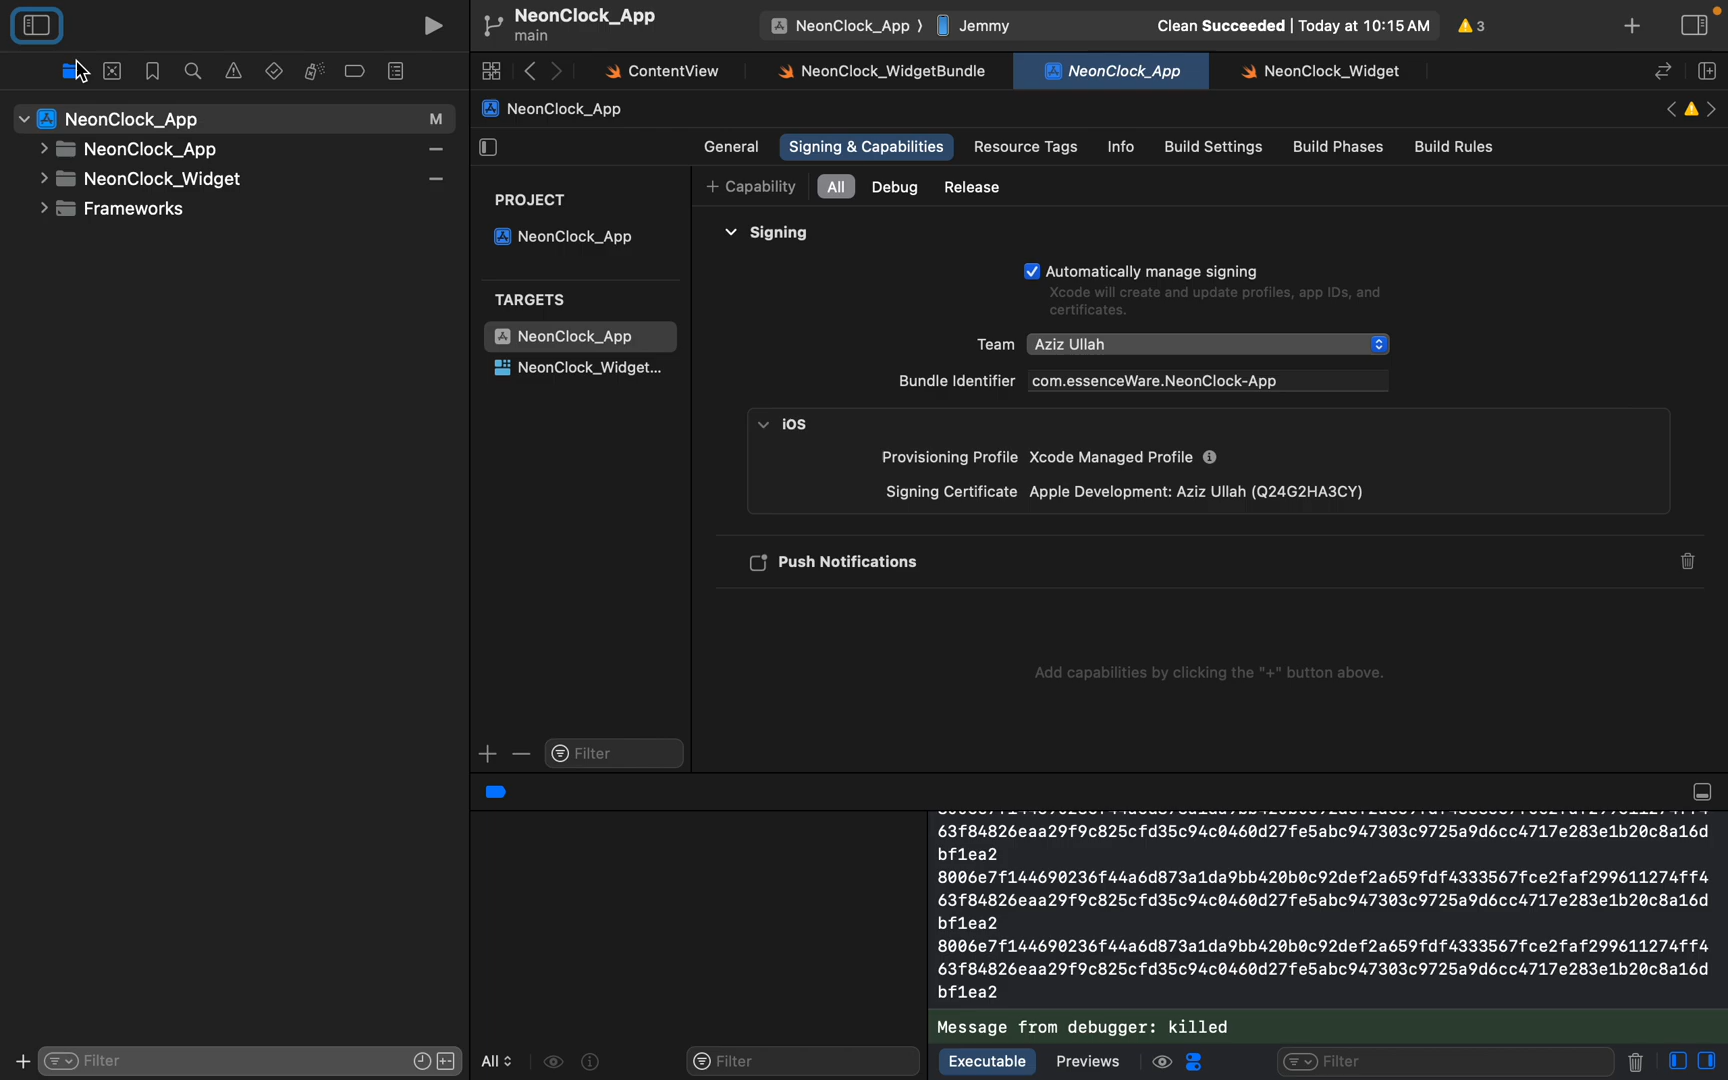 NeonClock_App
main
NeonClock_App 〉 Jemmy
Clean Succeeded | Today at 10:15 AM
3
ContentView
NeonClock_WidgetBundle
NeonClock_App
NeonClock_Widget
NeonClock_App M
NeonClock_App
NeonClock_Widget
Frameworks
NeonClock_App
General
Signing & Capabilities
Resource Tags
Info
Build Settings
Build Phases
Build Rules
+ Capability
All
Debug
Release
PROJECT
NeonClock_App
TARGETS
NeonClock_App
NeonClock_Widget...
Signing
Automatically manage signing
Xcode will create and update profiles, app IDs, and
certificates.
Team Aziz Ullah
Bundle Identifier com.essenceWare.NeonClock-App
iOS
Provisioning Profile Xcode Managed Profile
Signing Certificate Apple Development: Aziz Ullah (Q24G2HA3CY)
Push Notifications
Add capabilities by clicking the "+" button above.
Filter
63f84826eaa29f9c825cfd35c94c0460d27fe5abc947303c9725a9d6cc4717e283e1b20c8a16d
bf1ea2
8006e7f144690236f44a6d873a1da9bb420b0c92def2a659fdf4333567fce2faf299611274ff4
63f84826eaa29f9c825cfd35c94c0460d27fe5abc947303c9725a9d6cc4717e283e1b20c8a16d
bf1ea2
8006e7f144690236f44a6d873a1da9bb420b0c92def2a659fdf4333567fce2faf299611274ff4
63f84826eaa29f9c825cfd35c94c0460d27fe5abc947303c9725a9d6cc4717e283e1b20c8a16d
bf1ea2
Message from debugger: killed
Filter
All
Filter
Executable
Previews
Filter